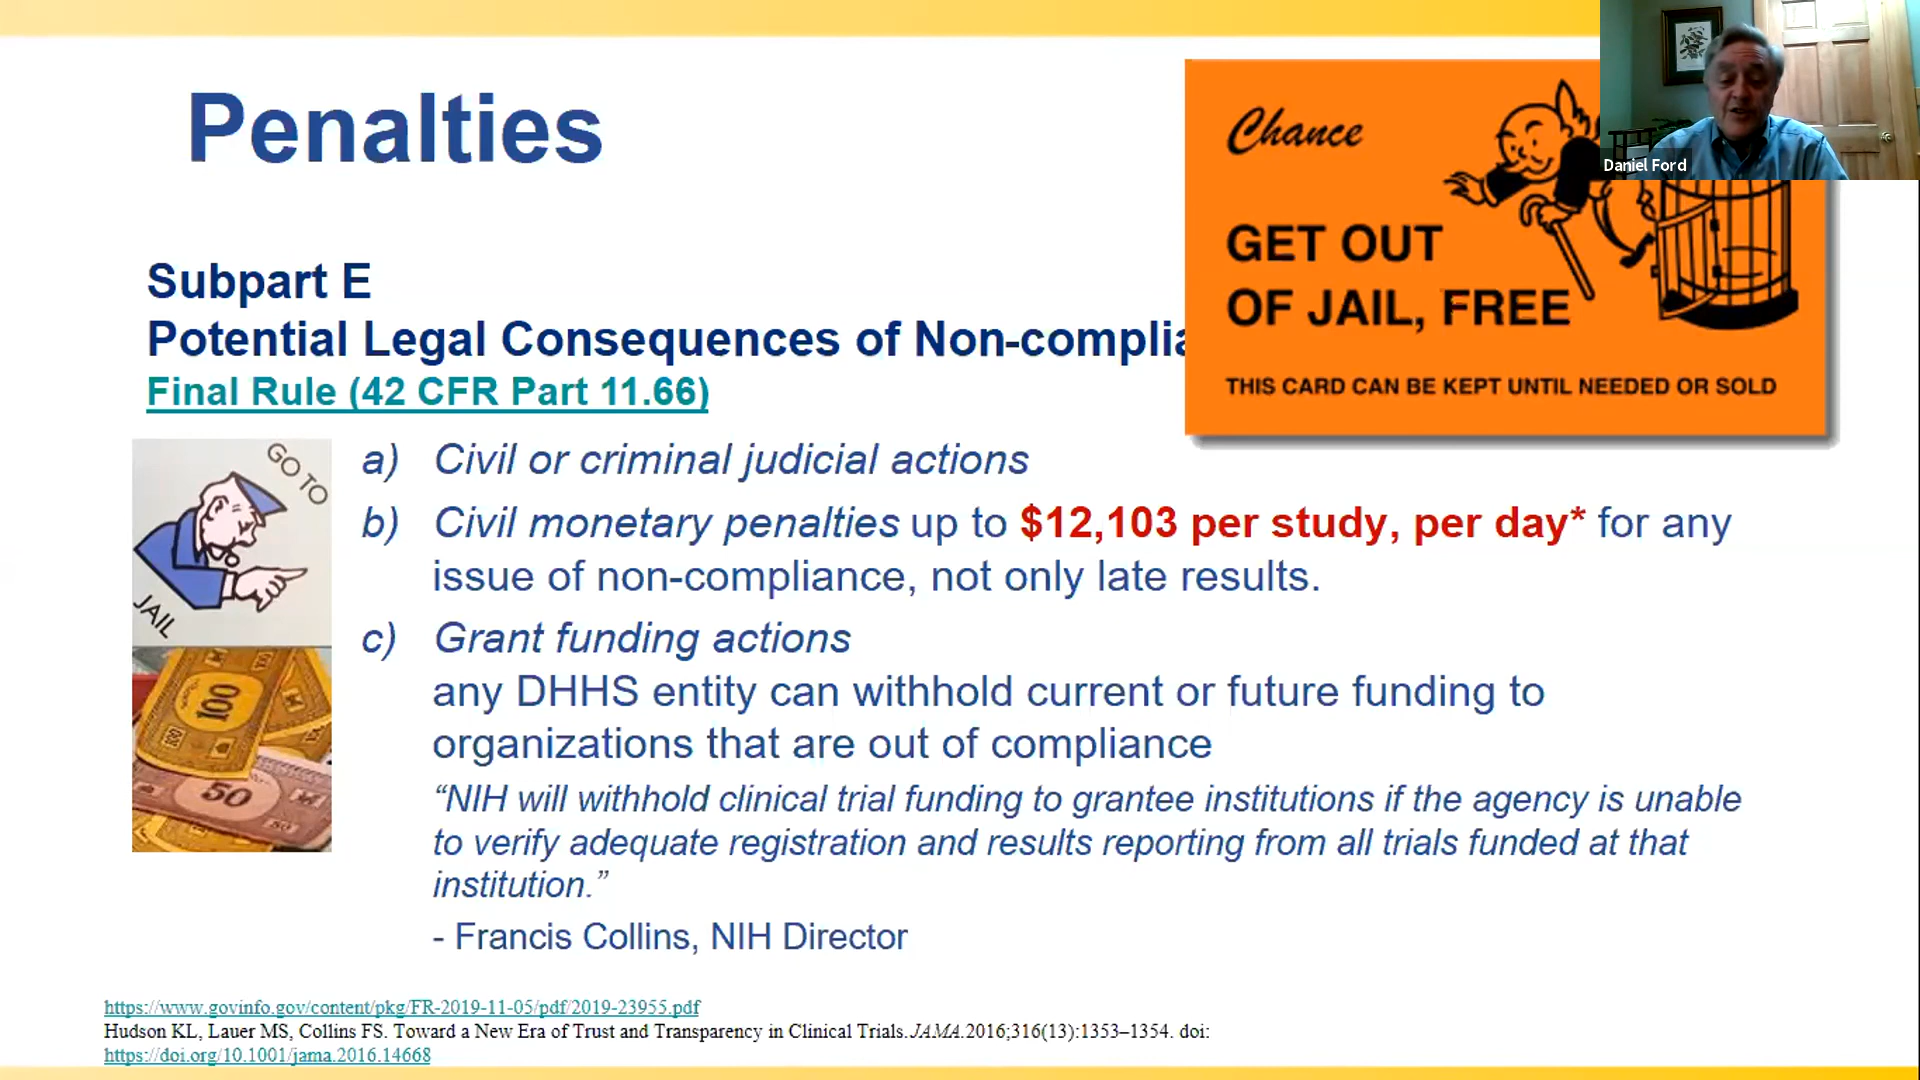 Penalties
Chance
GET OUT
OF JAIL, FREE
THIS CARD CAN BE KEPT UNTIL NEEDED OR SOLD
Daniel Ford
Subpart E
Potential Legal Consequences of Non-complia
Final Rule (42 CFR Part 11.66)
GO TO
JAIL
100
50
a) Civil or criminal judicial actions
b) Civil monetary penalties up to $12,103 per study, per day* for any
issue of non-compliance, not only late results.
c) Grant funding actions
any DHHS entity can withhold current or future funding to
organizations that are out of compliance
“NIH will withhold clinical trial funding to grantee institutions if the agency is unable
to verify adequate registration and results reporting from all trials funded at that
institution.”
- Francis Collins, NIH Director
https://www.govinfo.gov/content/pkg/FR-2019-11-05/pdf/2019-23955.pdf
Hudson KL, Lauer MS, Collins FS. Toward a New Era of Trust and Transparency in Clinical Trials. JAMA. 2016;316(13):1353–1354. doi:
https://doi.org/10.1001/jama.2016.14668